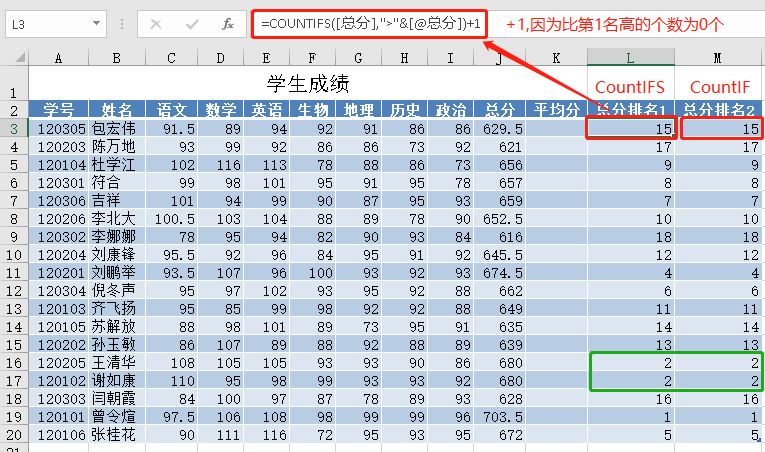 L3 =COUNTIFS([总分],">"&[@总分])+1 +1,因为比第1名高的个数为0个
A B C D E F G H I J K L M
1 学生成绩 CountIFS CountIF
2 学号 姓名 语文 数学 英语 生物 地理 历史 政治 总分 平均分 总分排名1 总分排名2
3 120305 包宏伟 91.5 89 94 92 91 86 86 629.5 15 15
4 120203 陈万地 93 99 92 86 86 73 92 621 17 17
5 120104 杜学江 102 116 113 78 88 86 73 656 9 9
6 120301 符合 99 98 101 95 91 95 78 657 8 8
7 120306 吉祥 101 94 99 90 87 95 93 659 7 7
8 120206 李北大 100.5 103 104 88 89 78 90 652.5 10 10
9 120302 李娜娜 78 95 94 82 90 93 84 616 18 18
10 120204 刘康锋 95.5 92 96 84 95 91 92 645.5 12 12
11 120201 刘鹏举 93.5 107 96 100 93 92 93 674.5 4 4
12 120304 倪冬声 95 97 102 93 95 92 88 662 6 6
13 120103 齐飞扬 95 85 99 98 92 92 88 649 11 11
14 120105 苏解放 88 98 101 89 73 95 91 635 14 14
15 120202 孙玉敏 86 107 89 88 92 88 89 639 13 13
16 120205 王清华 108 105 105 93 93 90 86 680 2 2
17 120102 谢如康 110 95 98 99 93 93 92 680 2 2
18 120303 闫朝霞 84 100 97 87 78 89 93 628 16 16
19 120101 曾令煊 97.5 106 108 98 99 99 96 703.5 1 1
20 120106 张桂花 90 111 116 72 95 93 95 672 5 5
21